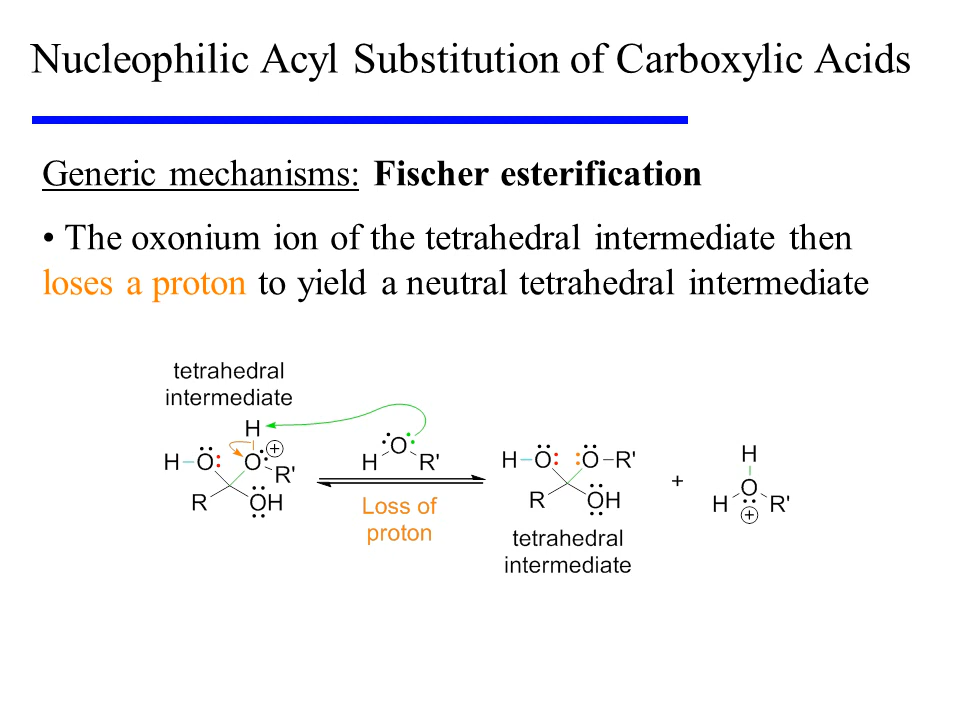 Nucleophilic Acyl Substitution of Carboxylic Acids
Generic mechanisms: Fischer esterification
• The oxonium ion of the tetrahedral intermediate then
loses a proton to yield a neutral tetrahedral intermediate
tetrahedral
intermediate
H
H O O + R'
R OH
O
H R'
Loss of
proton
H O O R'
R OH
tetrahedral
intermediate
+
H
O
H R'
+